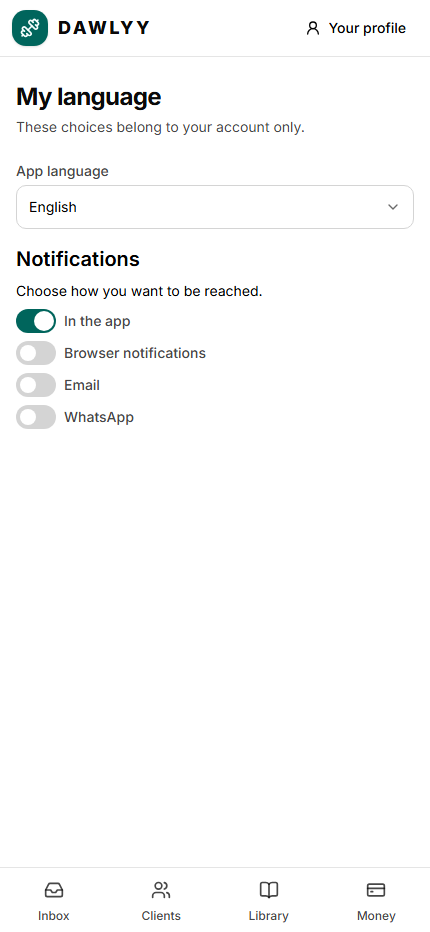 DAWLYY
Your profile
My language
These choices belong to your account only.
App language
English
Notifications
Choose how you want to be reached.
In the app
Browser notifications
Email
WhatsApp
Inbox
Clients
Library
Money